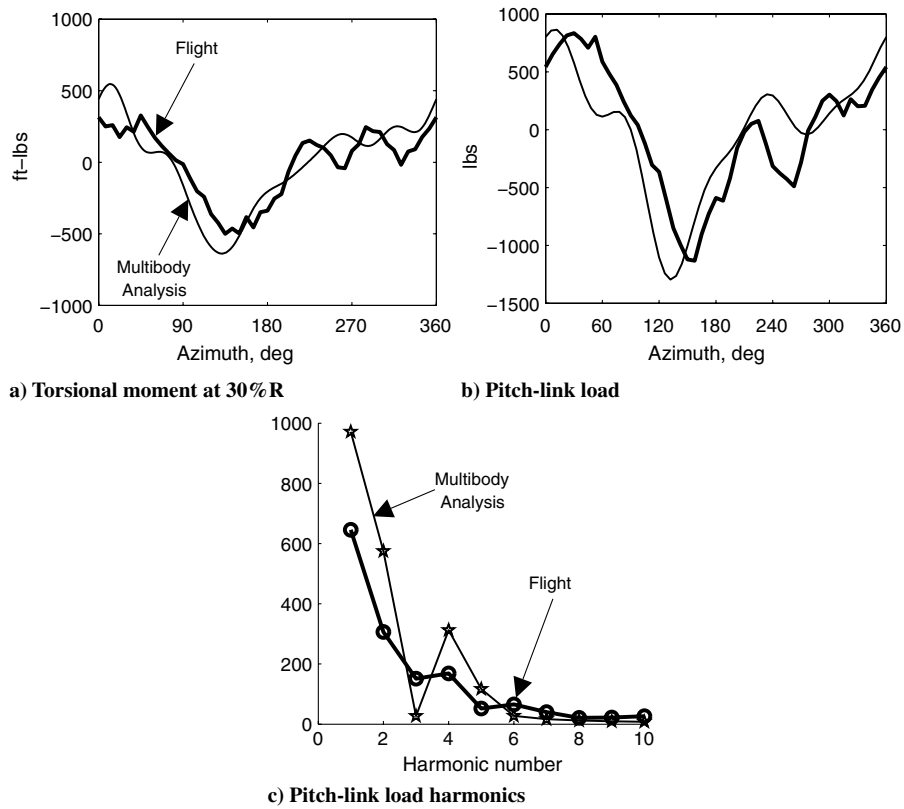 1000
500
0
−500
−1000
ft−lbs
Flight
Multibody
Analysis
0 90 180 270 360
Azimuth, deg
a) Torsional moment at 30%R
1000
500
0
−500
−1000
−1500
lbs
0 60 120 180 240 300 360
Azimuth, deg
b) Pitch-link load
1000
800
600
400
200
0
Multibody
Analysis
Flight
0 2 4 6 8 10
Harmonic number
c) Pitch-link load harmonics